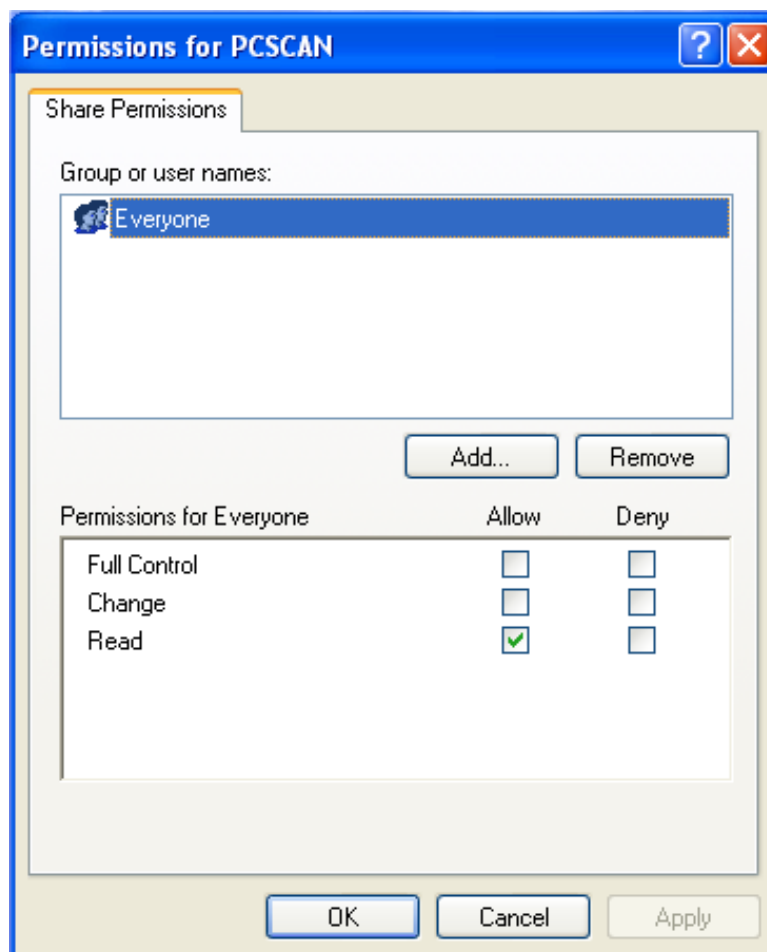 Permissions for PCSCAN
Share Permissions
Group or user names:
Everyone
Add... Remove
Permissions for Everyone Allow Deny
Full Control
Change
Read
OK Cancel Apply